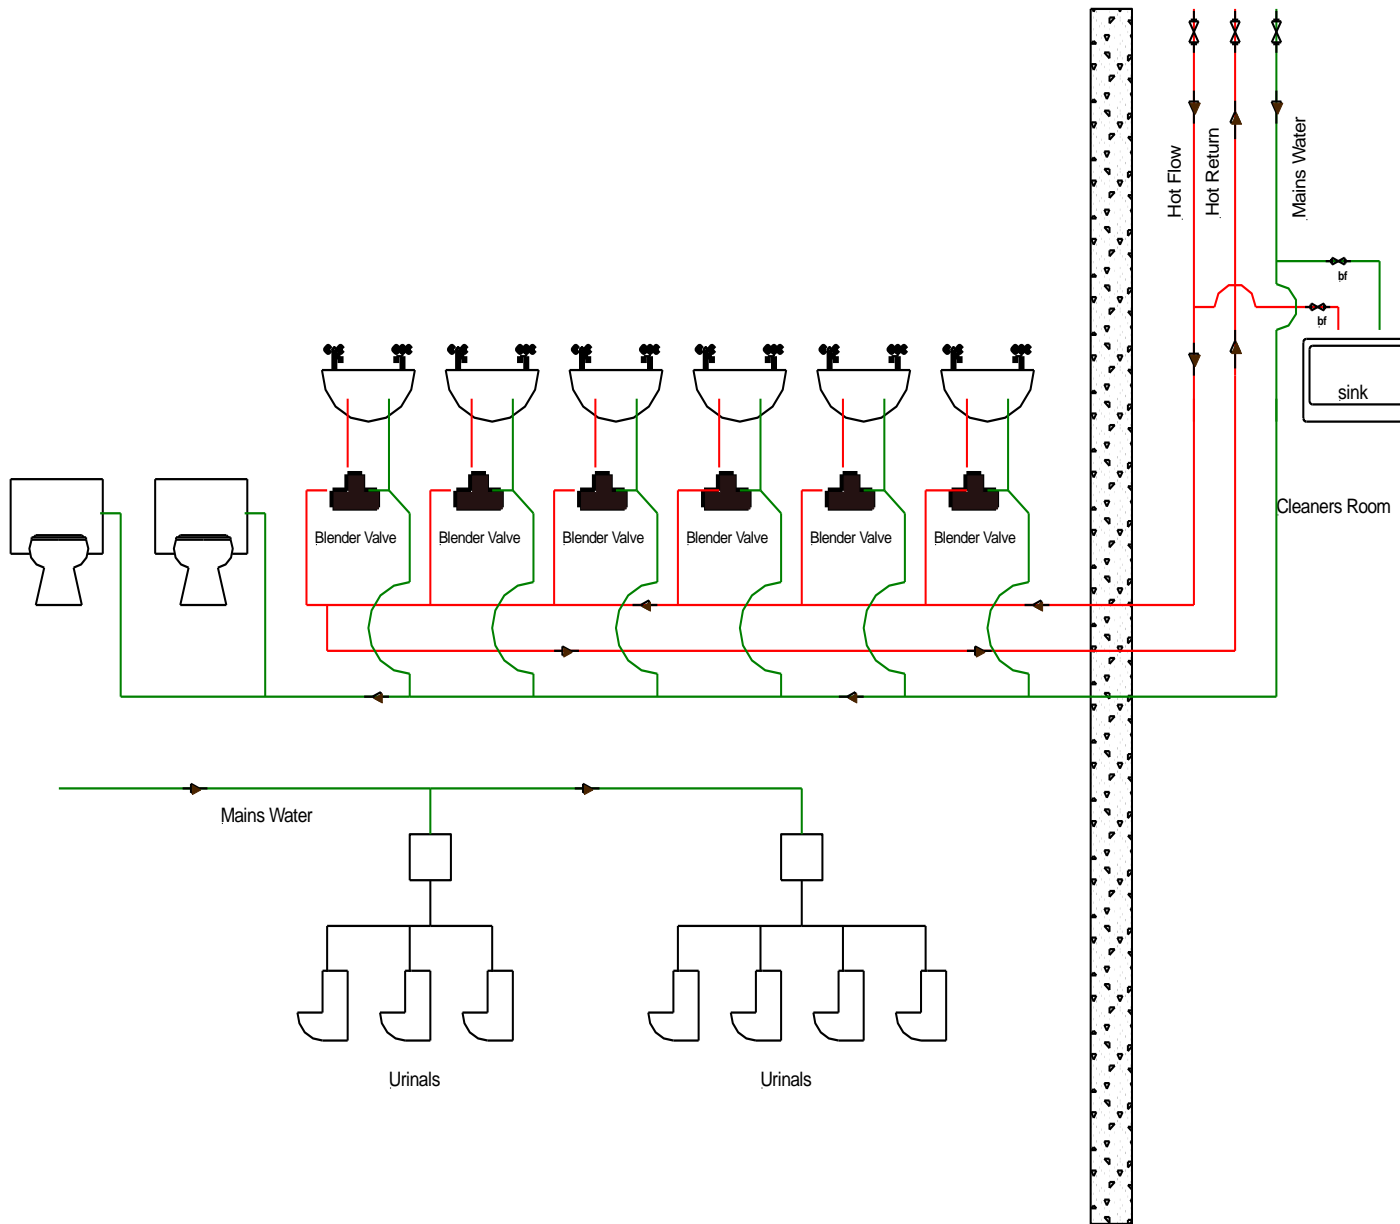 Hot Flow
Hot Return
Mains Water
bf
bf
sink
Cleaners Room
Blender Valve
Blender Valve
Blender Valve
Blender Valve
Blender Valve
Blender Valve
Mains Water
Urinals
Urinals